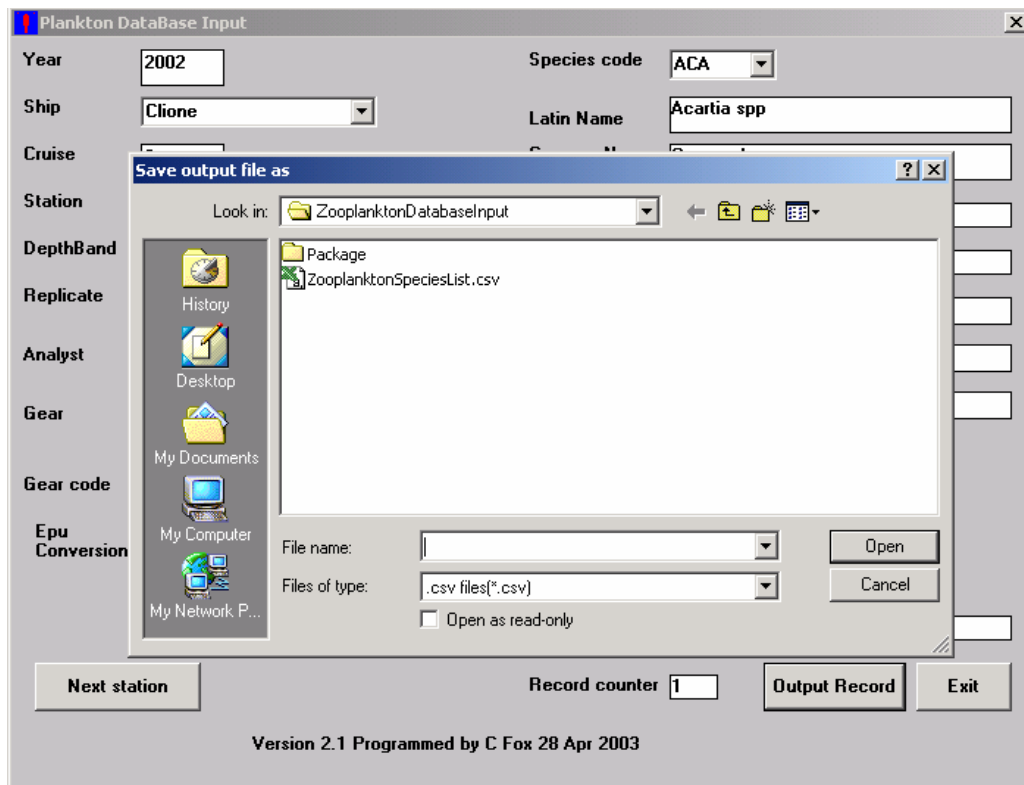 Plankton DataBase Input
Year
2002
Species code
ACA
Ship
Clione
Latin Name
Acartia spp
Cruise
Save output file as
Station
Look in:
ZooplanktonDatabaseInput
DepthBand
Package
ZooplanktonSpeciesList.csv
Replicate
History
Analyst
Desktop
Gear
My Documents
Gear code
My Computer
Epu
Conversion
File name:
Open
Files of type:
.csv files(*.csv)
Cancel
My Network P...
Open as read-only
Next station
Record counter
1
Output Record
Exit
Version 2.1 Programmed by C Fox 28 Apr 2003